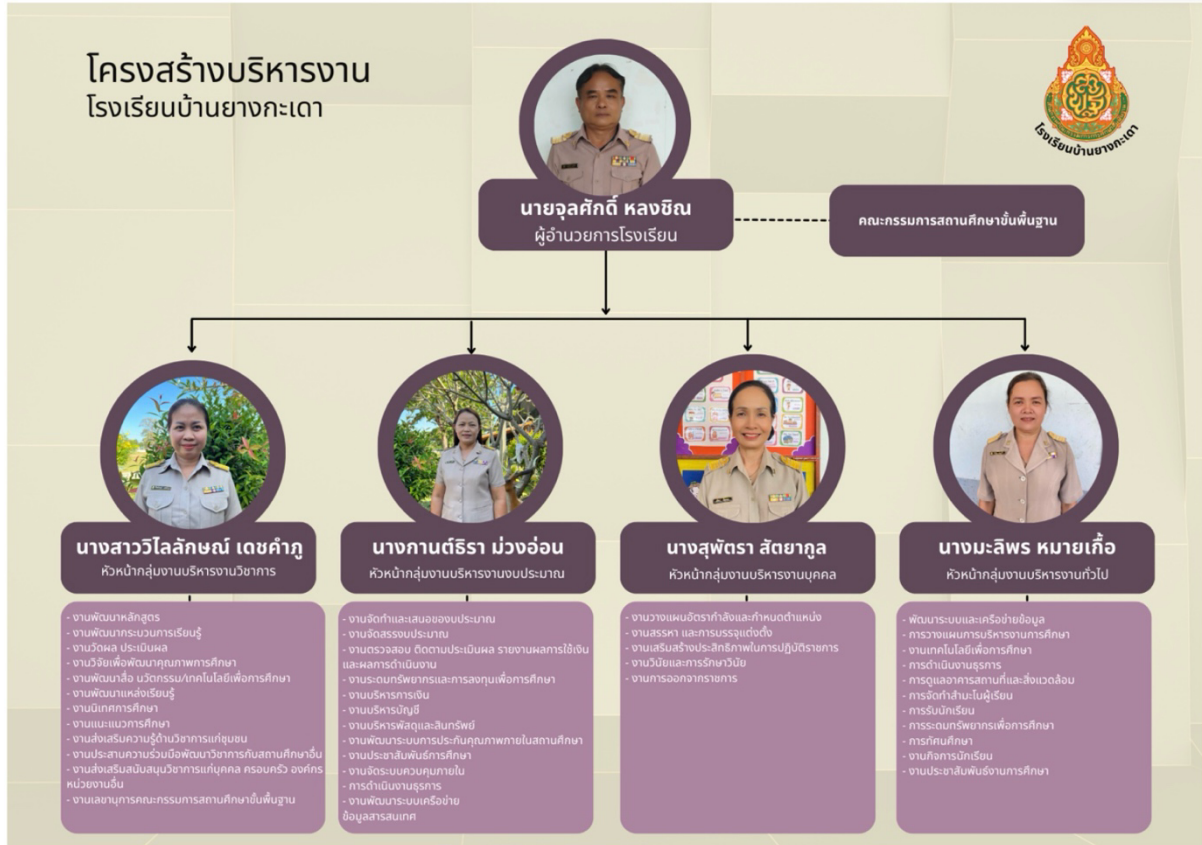 โครงสร้างบริหารงาน
โรงเรียนบ้านยางกะเดา
โรงเรียนบ้านยางกะเดา
นายจุลศักดิ์ หลงชิณ
ผู้อำนวยการโรงเรียน
คณะกรรมการสถานศึกษาขั้นพื้นฐาน
นางสาววิไลลักษณ์ เดชคำภู
หัวหน้ากลุ่มงานบริหารงานวิชาการ
- งานพัฒนาหลักสูตร
- งานพัฒนากระบวนการเรียนรู้
- งานวัดผล ประเมินผล
- งานวิจัยเพื่อพัฒนาคุณภาพการศึกษา
- งานพัฒนาสื่อ นวัตกรรม/เทคโนโลยีเพื่อการศึกษา
- งานพัฒนาแหล่งเรียนรู้
- งานนิเทศการศึกษา
- งานแนะแนวการศึกษา
- งานส่งเสริมความรู้ด้านวิชาการแก่ชุมชน
- งานประสานความร่วมมือพัฒนาวิชาการกับสถานศึกษาอื่น
- งานส่งเสริมสนับสนุนวิชาการแก่บุคคล ครอบครัว องค์กร
หน่วยงานอื่น
- งานเลขานุการคณะกรรมการสถานศึกษาขั้นพื้นฐาน
นางกานต์ธิรา ม่วงอ่อน
หัวหน้ากลุ่มงานบริหารงานงบประมาณ
- งานจัดทำและเสนอของบประมาณ
- งานจัดสรรงบประมาณ
- งานตรวจสอบ ติดตามประเมินผล รายงานผลการใช้เงิน
และผลการดำเนินงาน
- งานระดมทรัพยากรและการลงทุนเพื่อการศึกษา
- งานบริหารการเงิน
- งานบริหารบัญชี
- งานบริหารพัสดุและสินทรัพย์
- งานพัฒนาระบบการประกันคุณภาพภายในสถานศึกษา
- งานประชาสัมพันธ์การศึกษา
- งานจัดระบบควบคุมภายใน
- การดำเนินงานธุรการ
- งานพัฒนาระบบเครือข่าย
ข้อมูลสารสนเทศ
นางสุพัตรา สัตยากูล
หัวหน้ากลุ่มงานบริหารงานบุคคล
- งานวางแผนอัตรากำลังและกำหนดตำแหน่ง
- งานสรรหา และการบรรจุแต่งตั้ง
- งานเสริมสร้างประสิทธิภาพในการปฏิบัติราชการ
- งานวินัยและการรักษาวินัย
- งานการออกจากราชการ
นางมะลิพร หมายเกื้อ
หัวหน้ากลุ่มงานบริหารงานทั่วไป
- พัฒนาระบบและเครือข่ายข้อมูล
- การวางแผนการบริหารงานการศึกษา
- งานเทคโนโลยีเพื่อการศึกษา
- การดำเนินงานธุรการ
- การดูแลอาคารสถานที่และสิ่งแวดล้อม
- การจัดทำสำมะโนผู้เรียน
- การรับนักเรียน
- การระดมทรัพยากรเพื่อการศึกษา
- การทัศนศึกษา
- งานกิจการนักเรียน
- งานประชาสัมพันธ์งานการศึกษา